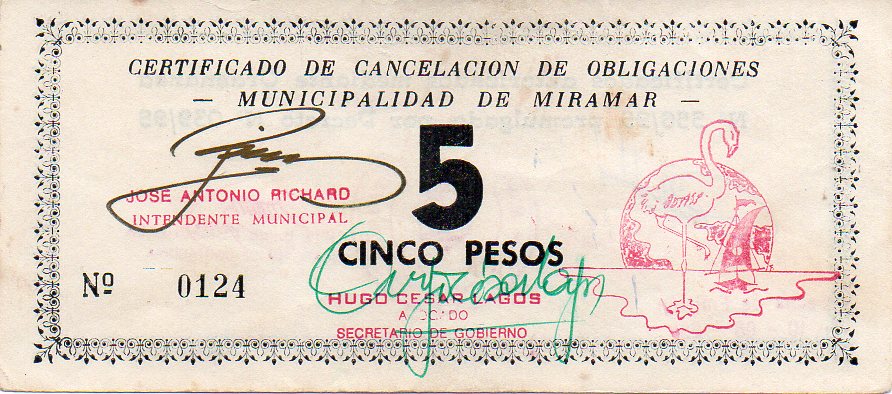 CERTIFICADO DE CANCELACION DE OBLIGACIONES
— MUNICIPALIDAD DE MIRAMAR —
5
JOSE ANTONIO RICHARD
INTENDENTE MUNICIPAL
CINCO PESOS
Nº 0124
HUGO CESAR LAGOS
SECRETARIO DE GOBIERNO